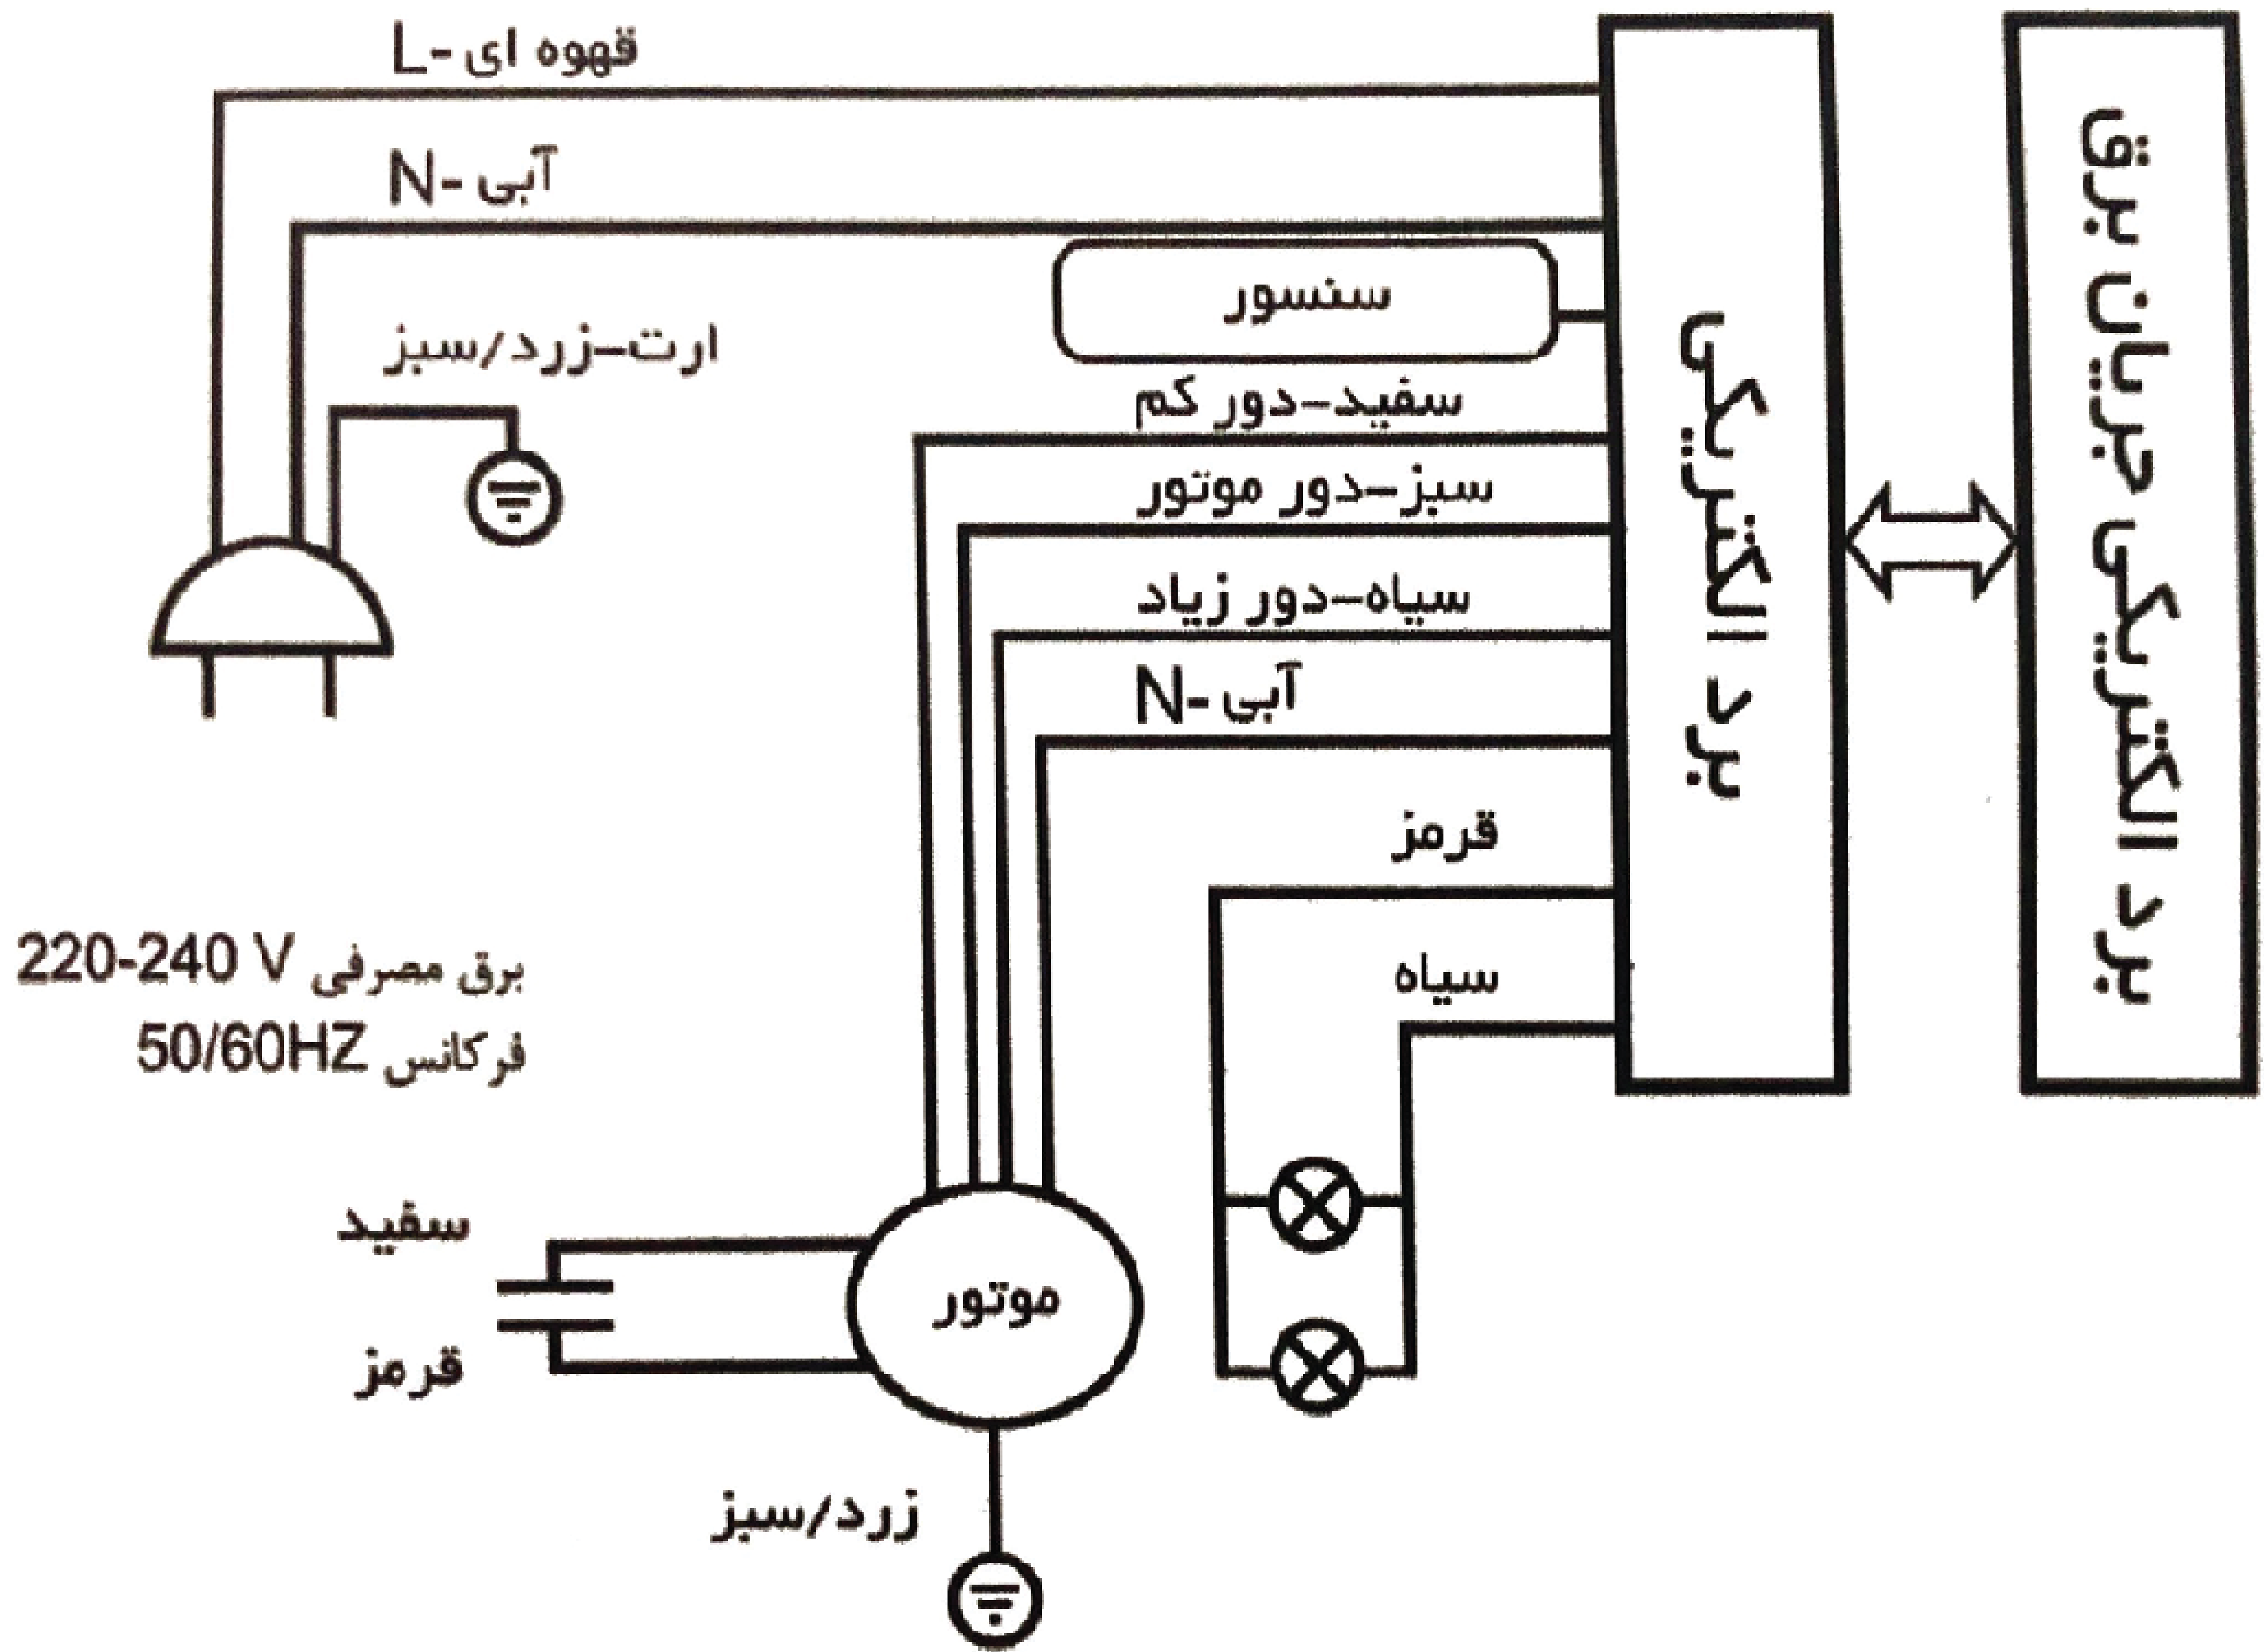 قهوه ای -L
آبی -N
ارت-زرد/سبز
سنسور
سفید-دور کم
سبز-دور موتور
سیاه-دور زیاد
آبی -N
قرمز
سیاه
برد الکتریکی
برد الکتریکی جریان برق
برق مصرفی 220-240 V
فرکانس 50/60HZ
سفید
قرمز
موتور
زرد/سبز